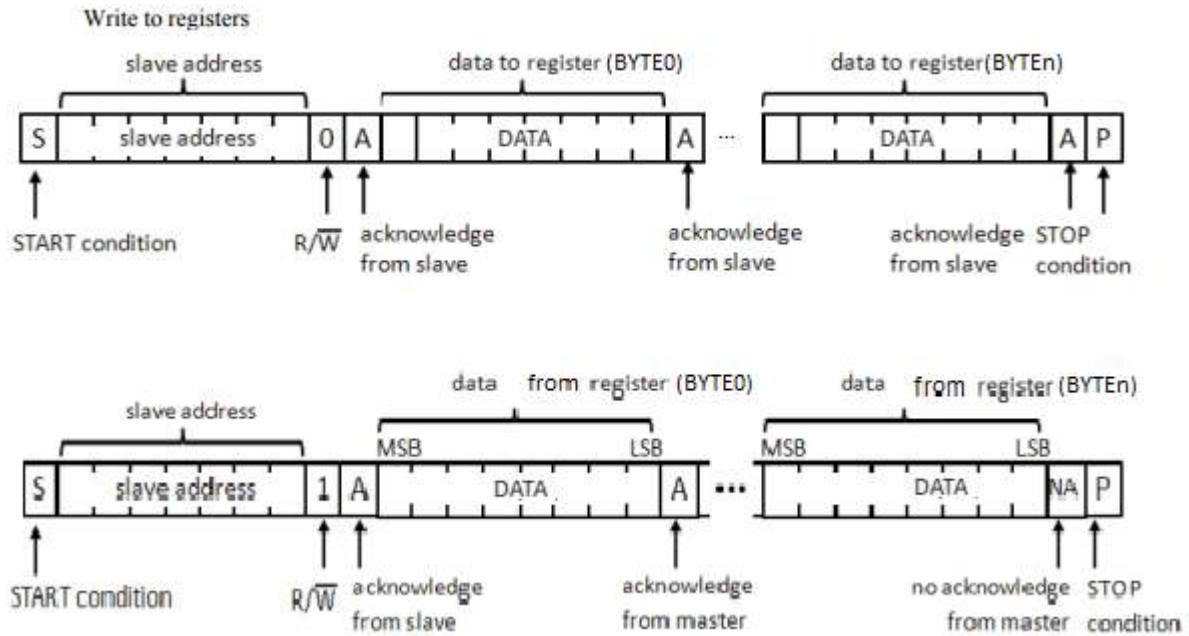 Write to registers
slave address data to register (BYTE0) data to register(BYTEn)
S slave address 0 A DATA A ... DATA A P
START condition R/W̅ acknowledge from slave acknowledge from slave acknowledge from slave STOP condition
data from register (BYTE0) data from register (BYTEn)
slave address
MSB LSB MSB LSB
S slave address 1 A DATA A ... DATA NA P
START condition R/W̅ acknowledge from slave acknowledge from master no acknowledge from master STOP condition